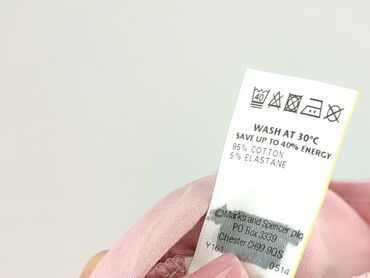 40
WASH AT 30°C
SAVE UP TO 40% ENERGY
95% COTTON
5% ELASTANE
©Marks and Spencer plc
PO Box 3339
Chester CH99 9QS
Y161 0514